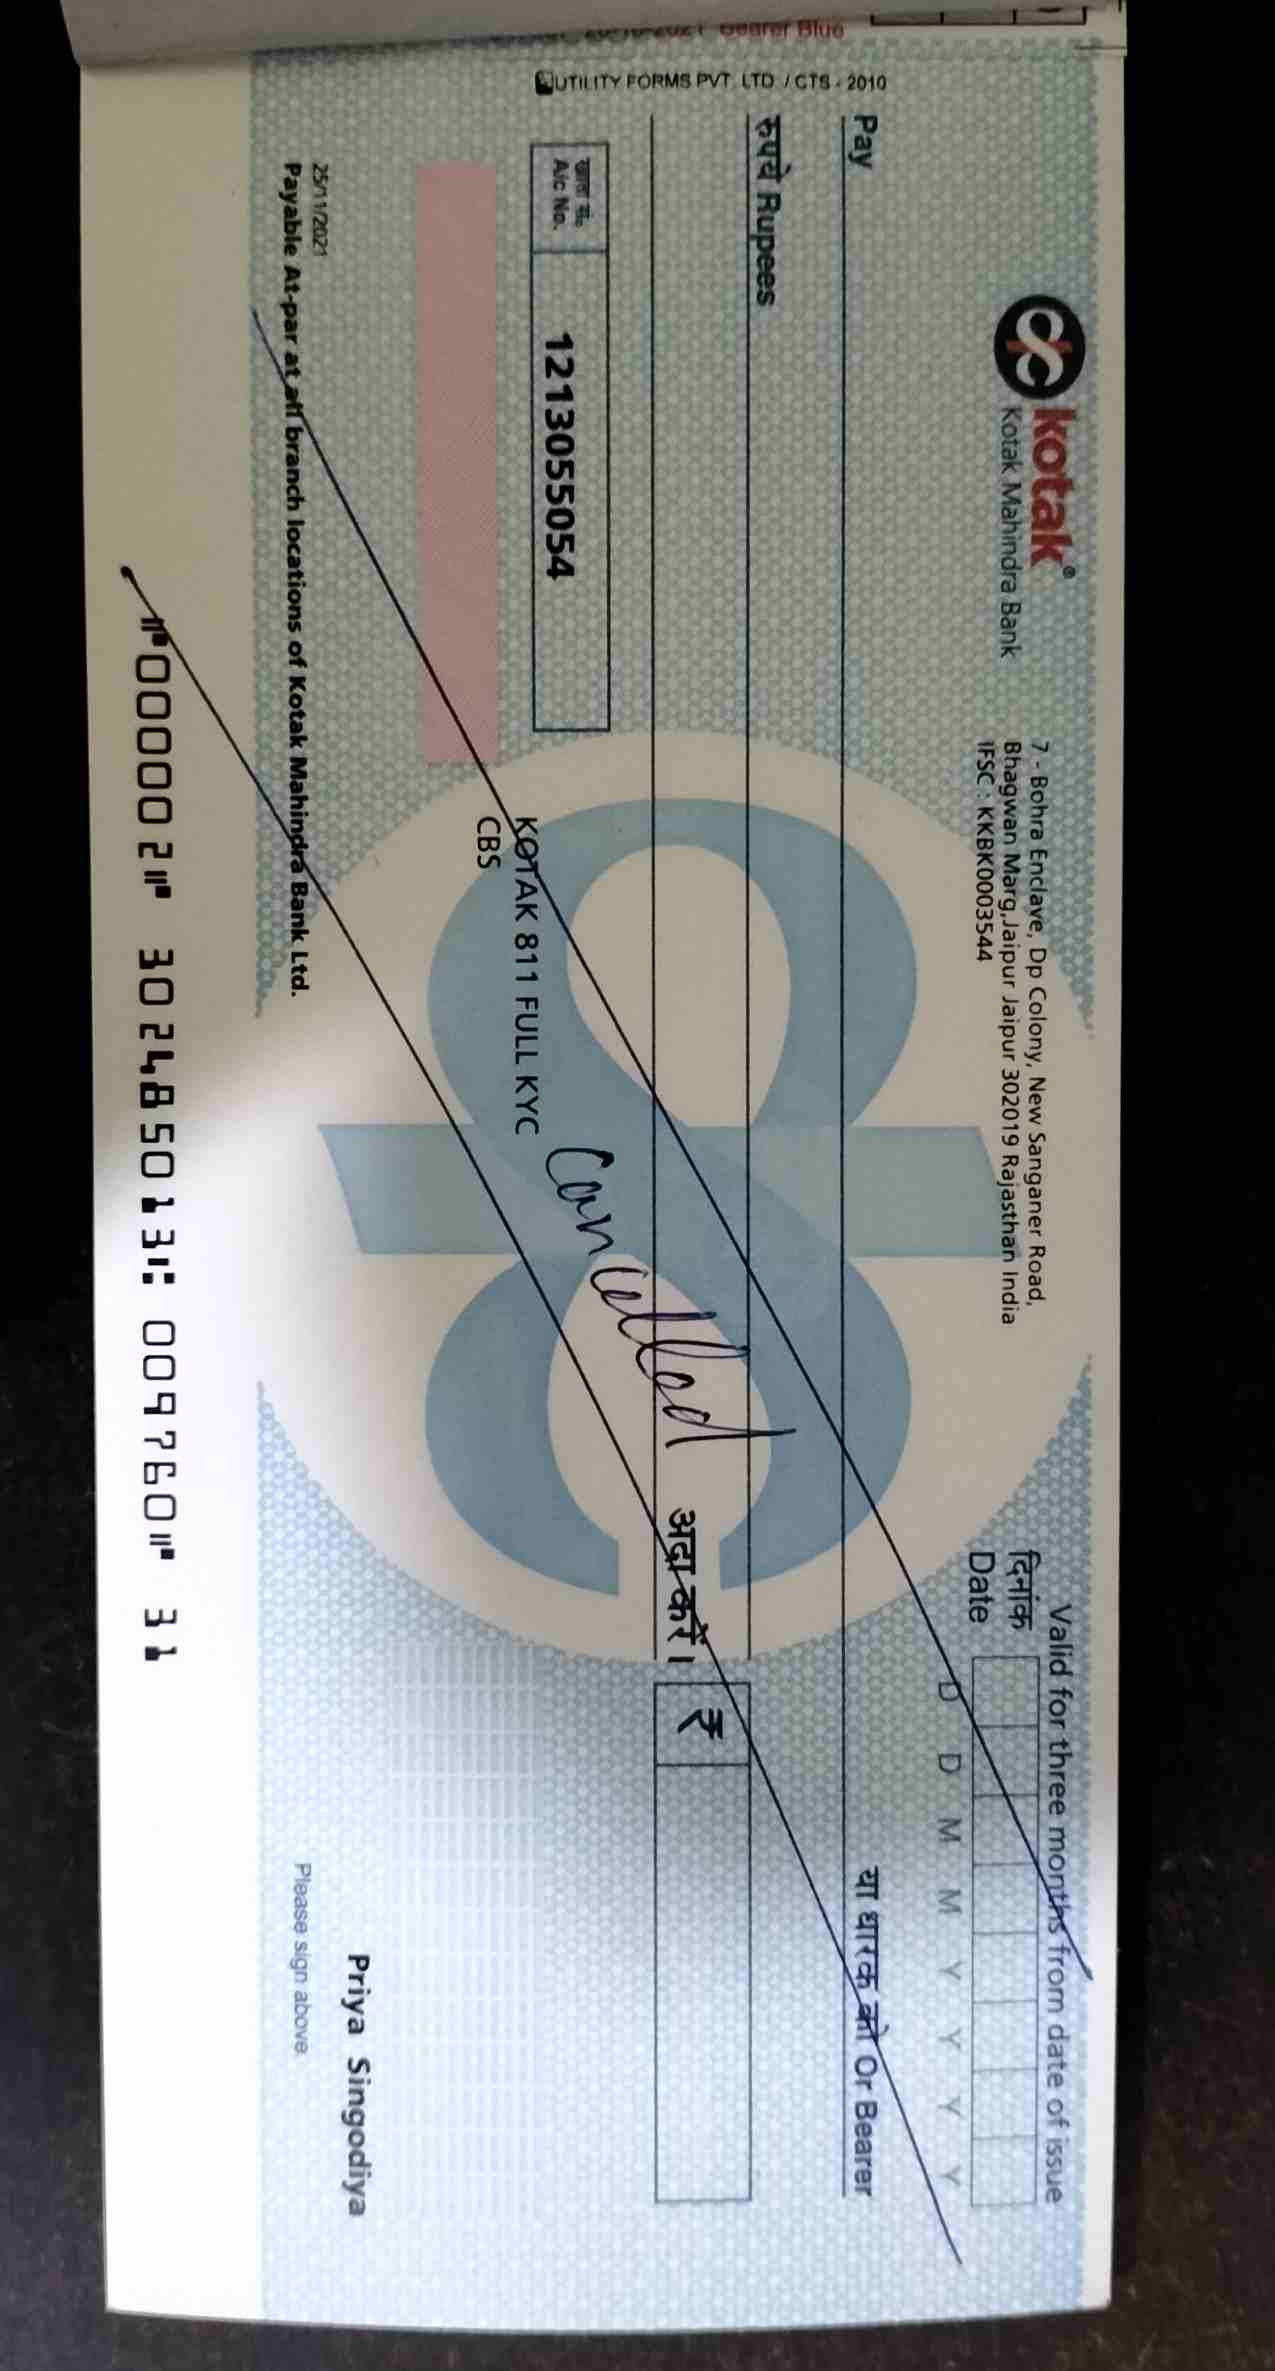 kotak®
Kotak Mahindra Bank
7 - Bohra Enclave, Dp Colony, New Sanganer Road,
Bhagwan Marg,Jaipur Jaipur 302019 Rajasthan India
IFSC : KKBK0003544
Valid for three months from date of issue
दिनांक
Date
D D M M Y Y Y Y
Pay
या धारक को Or Bearer
रुपये Rupees
अदा करें।
₹
Cancelled
खाता सं.
A/c No.
1213055054
KOTAK 811 FULL KYC
CBS
Priya Singodiya
Please sign above
25/11/2021
Payable At-par at all branch locations of Kotak Mahindra Bank Ltd.
⑈000002⑈ 302485013⑆ 009760⑈ 31
UTILITY FORMS PVT. LTD. / CTS - 2010
Bearer Blue